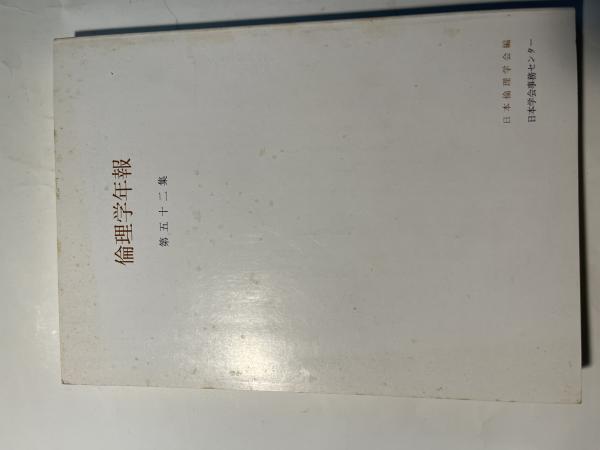 倫理学年報
第五十二集
日本倫理学会編
日本学会事務センター